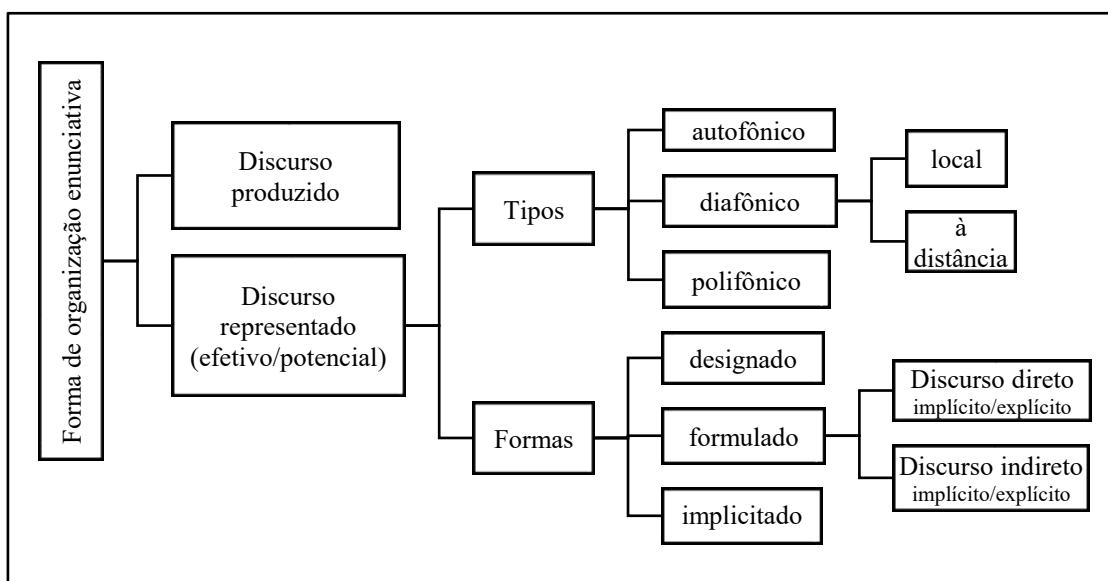 Forma de organização enunciativa
Discurso
produzido
Discurso
representado
(efetivo/potencial)
Tipos
autofônico
diafônico
local
à
distância
polifônico
Formas
designado
formulado
Discurso direto
implícito/explícito
Discurso indireto
implícito/explícito
implicitado